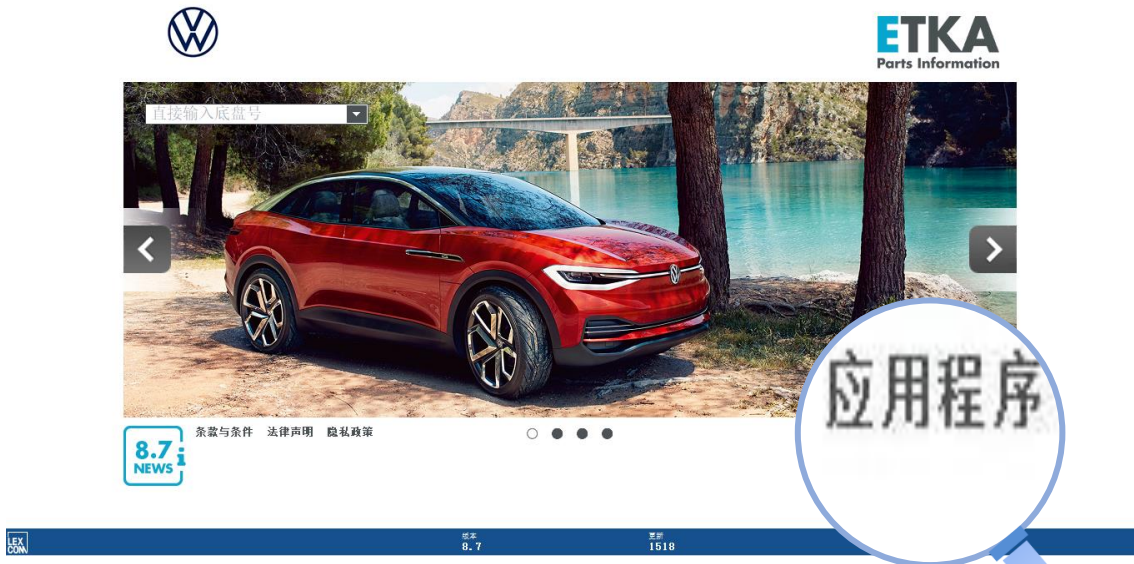 ETKA
Parts Information
直接输入底盘号
应用程序
条款与条件 法律声明 隐私政策
8.7
NEWS
LEX
COM
版本
8.7
更新
1518